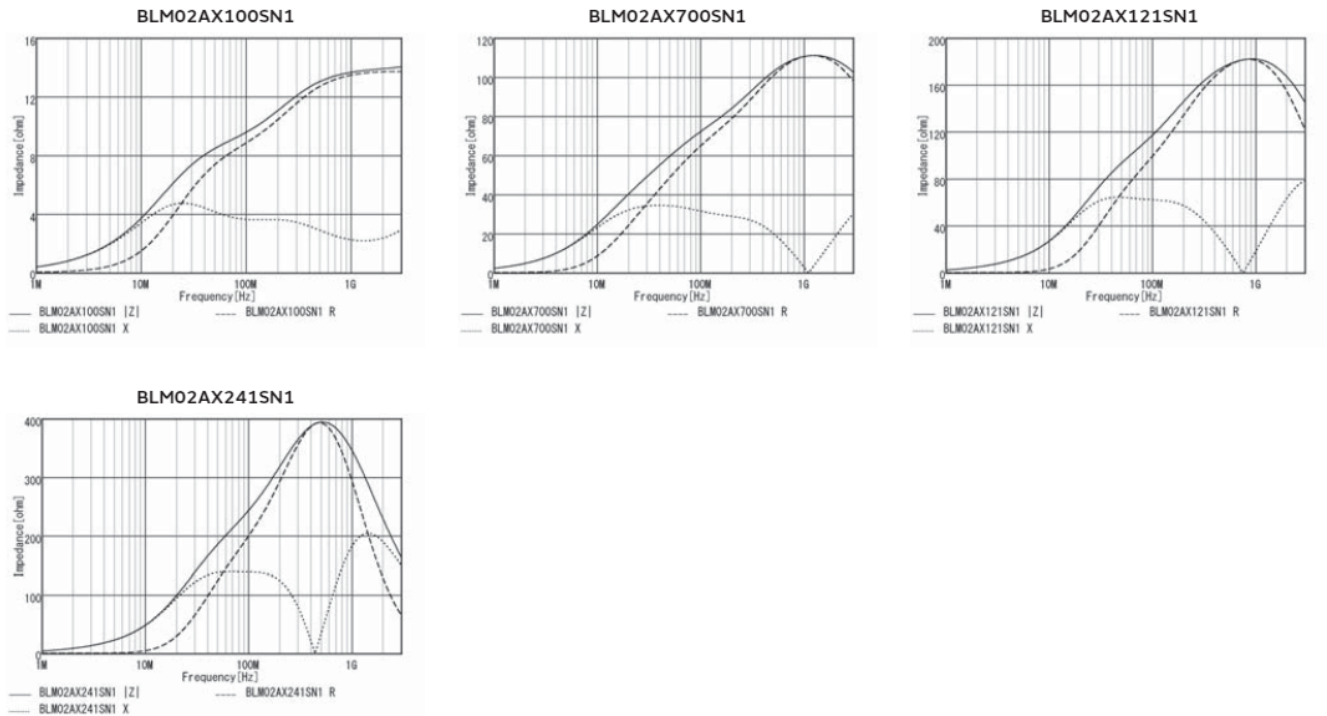 BLM02AX100SN1
BLM02AX700SN1
BLM02AX121SN1
16
12
8
4
0
Impedance[ohm]
1M
10M
100M
1G
Frequency[Hz]
BLM02AX100SN1 |Z|
BLM02AX100SN1 R
BLM02AX100SN1 X
120
100
80
60
40
20
0
Impedance[ohm]
1M
10M
100M
1G
Frequency[Hz]
BLM02AX700SN1 |Z|
BLM02AX700SN1 R
BLM02AX700SN1 X
200
160
120
80
40
0
Impedance[ohm]
1M
10M
100M
1G
Frequency[Hz]
BLM02AX121SN1 |Z|
BLM02AX121SN1 R
BLM02AX121SN1 X
BLM02AX241SN1
400
300
200
100
0
Impedance[ohm]
1M
10M
100M
1G
Frequency[Hz]
BLM02AX241SN1 |Z|
BLM02AX241SN1 R
BLM02AX241SN1 X